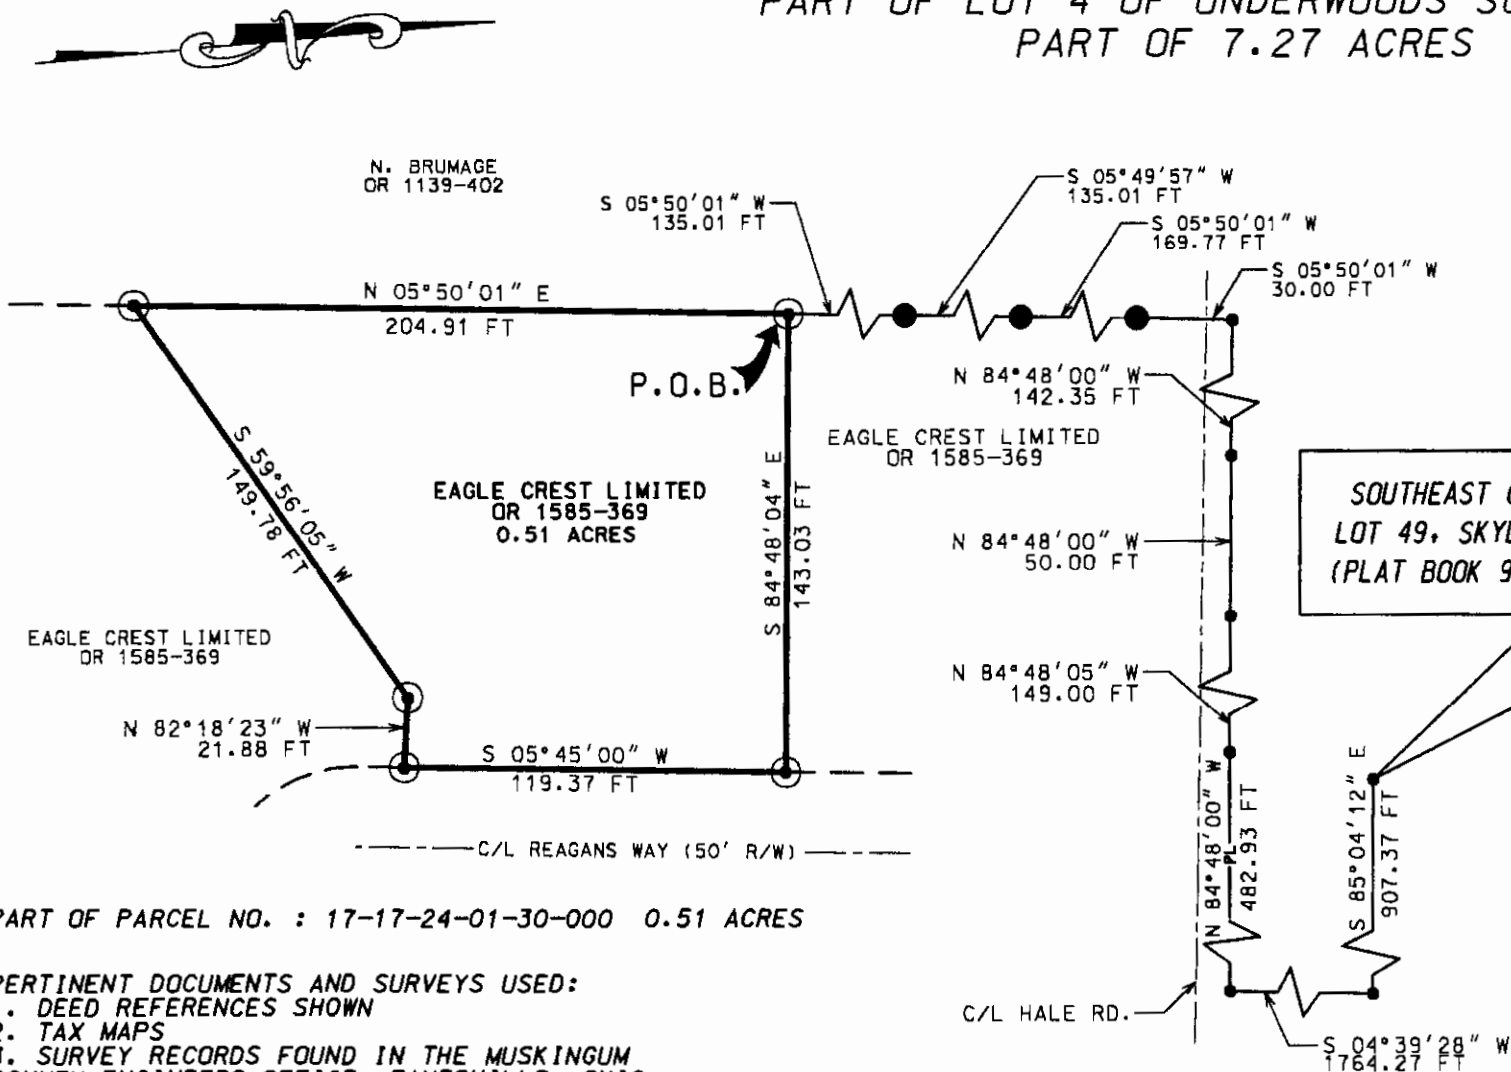 PART OF LOT 4 OF UNDERWOODS
PART OF 7.27 ACRES
N. BRUMAGE
OR 1139-402
S 05°50'01" W
135.01 FT
S 05°49'57" W
135.01 FT
S 05°50'01" W
169.77 FT
S 05°50'01" W
30.00 FT
N 05°50'01" E
204.91 FT
P.O.B.
N 84°48'00" W
142.35 FT
EAGLE CREST LIMITED
OR 1585-369
S 59°56'05" W
149.78 FT
EAGLE CREST LIMITED
OR 1585-369
0.51 ACRES
S 84°48'04" E
143.03 FT
N 84°48'00" W
50.00 FT
SOUTHEAST
LOT 49,
(PLAT BOOK 9
EAGLE CREST LIMITED
OR 1585-369
N 84°48'05" W
149.00 FT
N 82°18'23" W
21.88 FT
S 05°45'00" W
119.37 FT
N 84°48'00" W
PL
482.93 FT
S 85°04'12" E
907.37 FT
C/L REAGANS WAY (50' R/W)
PART OF PARCEL NO. : 17-17-24-01-30-000 0.51 ACRES
PERTINENT DOCUMENTS AND SURVEYS USED:
. DEED REFERENCES SHOWN
2. TAX MAPS
. SURVEY RECORDS FOUND IN THE MUSKINGUM
C/L HALE RD.
S 04°39'28" W
1764.27 FT